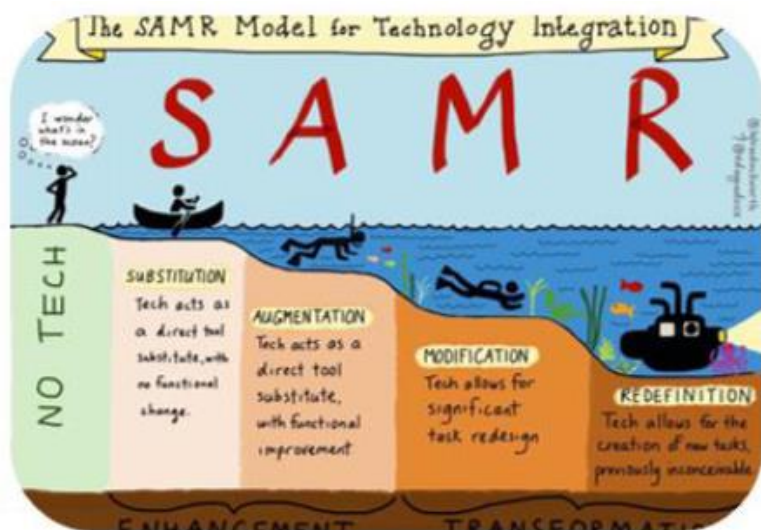 The SAMR Model for Technology Integration
S A M R
I wonder
what's in
the ocean?
NO TECH
SUBSTITUTION
Tech acts as
a direct tool
substitute, with
no functional
change.
AUGMENTATION
Tech acts as a
direct tool
substitute,
with functional
improvement
MODIFICATION
Tech allows for
significant
task redesign
REDEFINITION
Tech allows for the
creation of new tasks,
previously inconceivable
ENHANCEMENT
TRANSFORMATIO